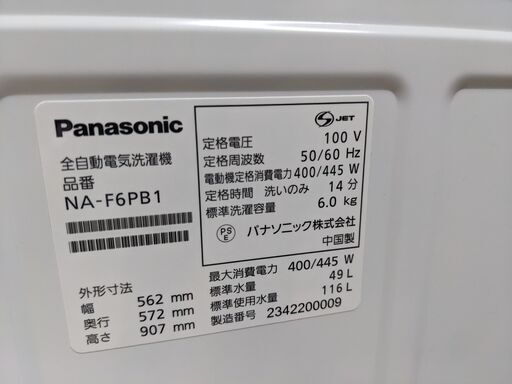 Panasonic
全自動電気洗濯機
品番
NA-F6PB1
外形寸法
幅 562 mm
奥行 572 mm
高さ 907 mm
S JET
定格電圧 100 V
定格周波数 50/60 Hz
電動機定格消費電力 400/445 W
定格時間 洗いのみ 14 分
標準洗濯容量 6.0 kg
PS E パナソニック株式会社
中国製
最大消費電力 400/445 W
標準水量 49 L
標準使用水量 116 L
製造番号 2342200009